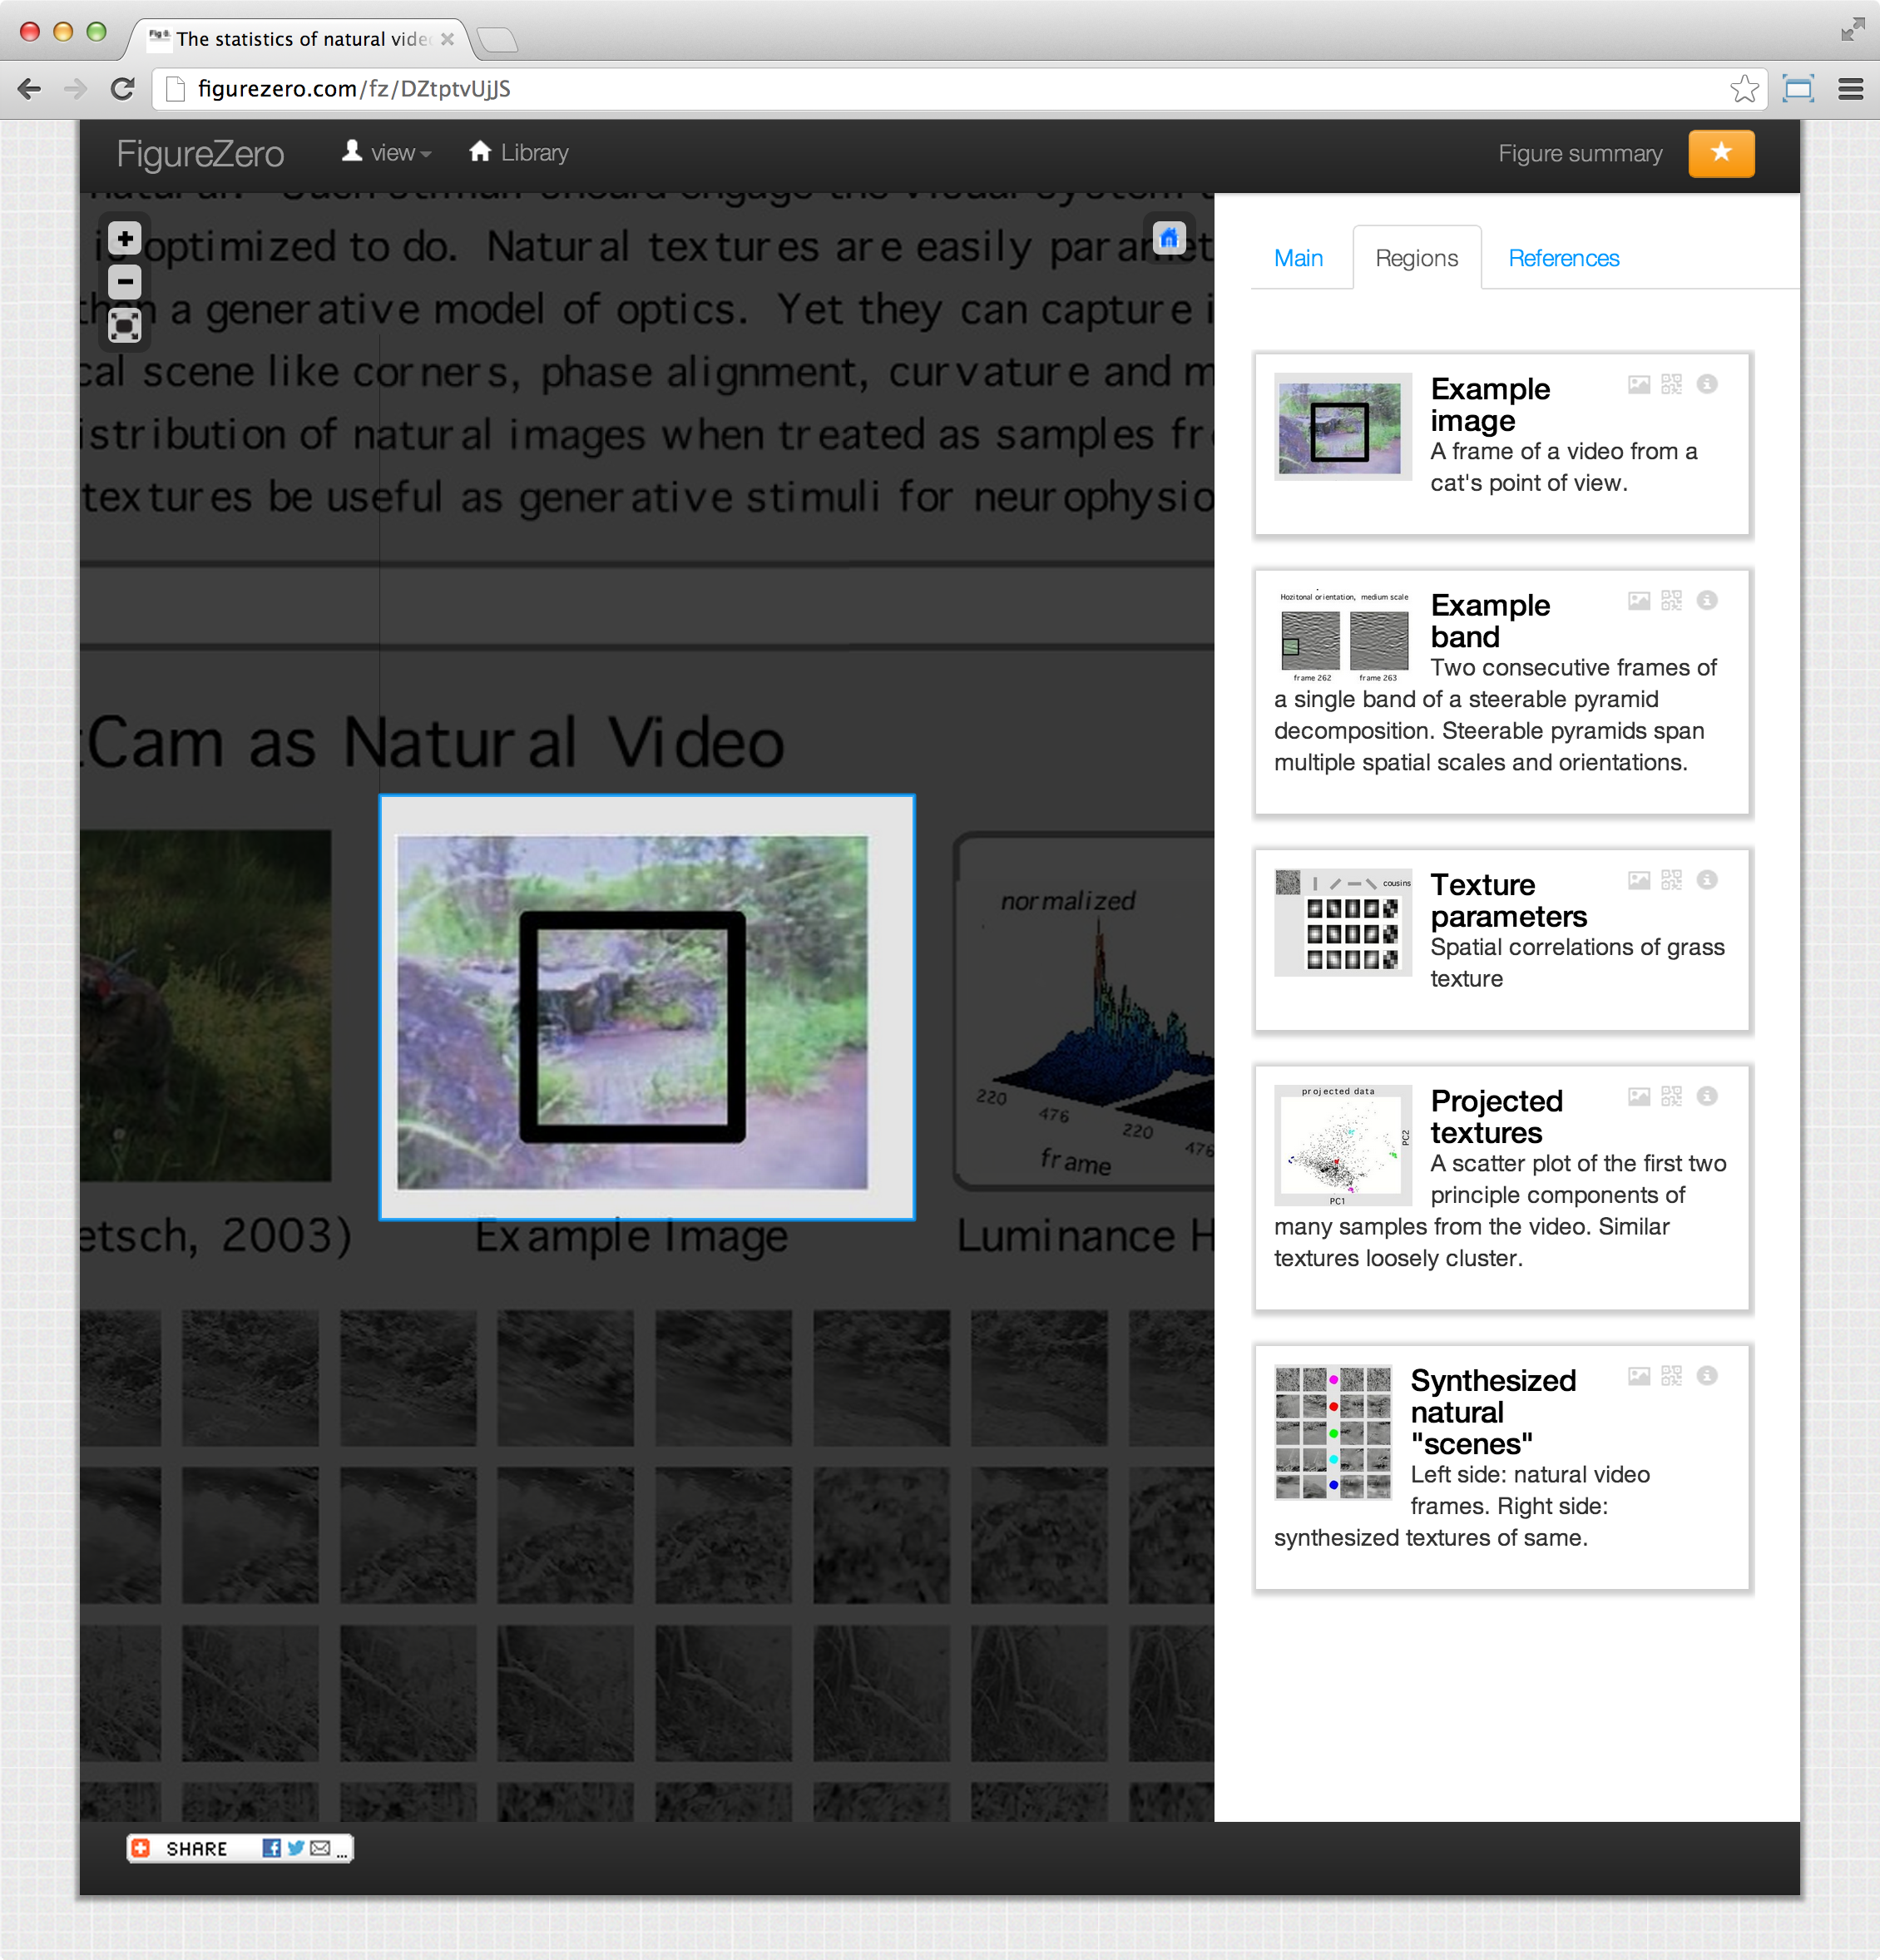 The statistics of natural vide
figurezero.com/fz/DZtptvUjJS
FigureZero view Library Figure summary
optimized to do. Natural textures are easily
a generative model of optics. Yet they can capture
scene like corners, phase alignment, curvature and
of natural images when treated as samples
textures be useful as generative stimuli for
Cam as Natural Video
normalized
220 476 220 476
frame
etsch, 2003) Example Image Luminance H
Main Regions References
Example
image
A frame of a video from a
cat's point of view.
Hozitonal orientation, medium scale
frame 262 frame 263
Example
band
Two consecutive frames of
a single band of a steerable pyramid
decomposition. Steerable pyramids span
multiple spatial scales and orientations.
cousins
Texture
parameters
Spatial correlations of grass
texture
projected data
PC2
PC1
Projected
textures
A scatter plot of the first two
principle components of
many samples from the video. Similar
textures loosely cluster.
Synthesized
natural
"scenes"
Left side: natural video
frames. Right side:
synthesized textures of same.
SHARE ...